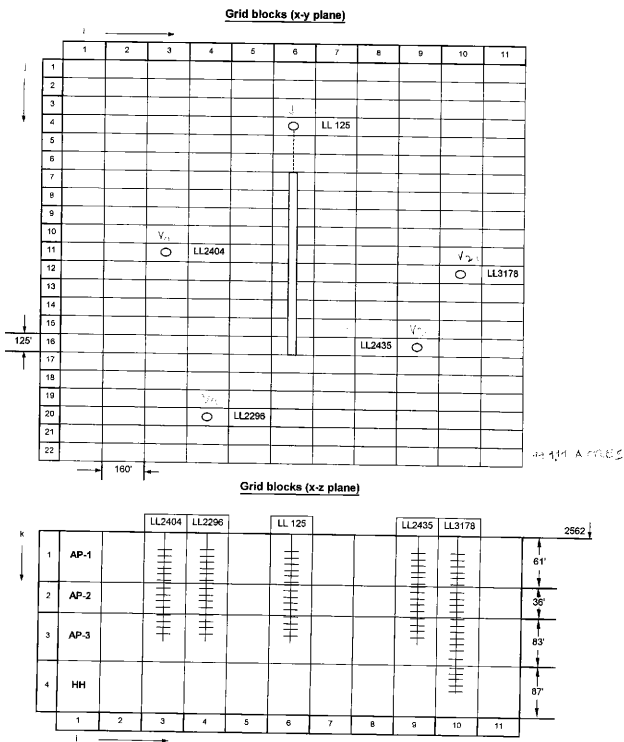 Grid blocks (x-y plane)
i
1 2 3 4 5 6 7 8 9 10 11
j
1
2
3
4 LL 125
5
6
7
8
9
10
11 LL2404
12 LL3178
13
14
15
125' 16 LL2435
17
18
19
20 LL2296
21
22
160'
Grid blocks (x-z plane)
LL2404 LL2296 LL 125 LL2435 LL3178
k 2562
1 AP-1 61'
2 AP-2 36'
3 AP-3 83'
4 HH 87'
1 2 3 4 5 6 7 8 9 10 11
i